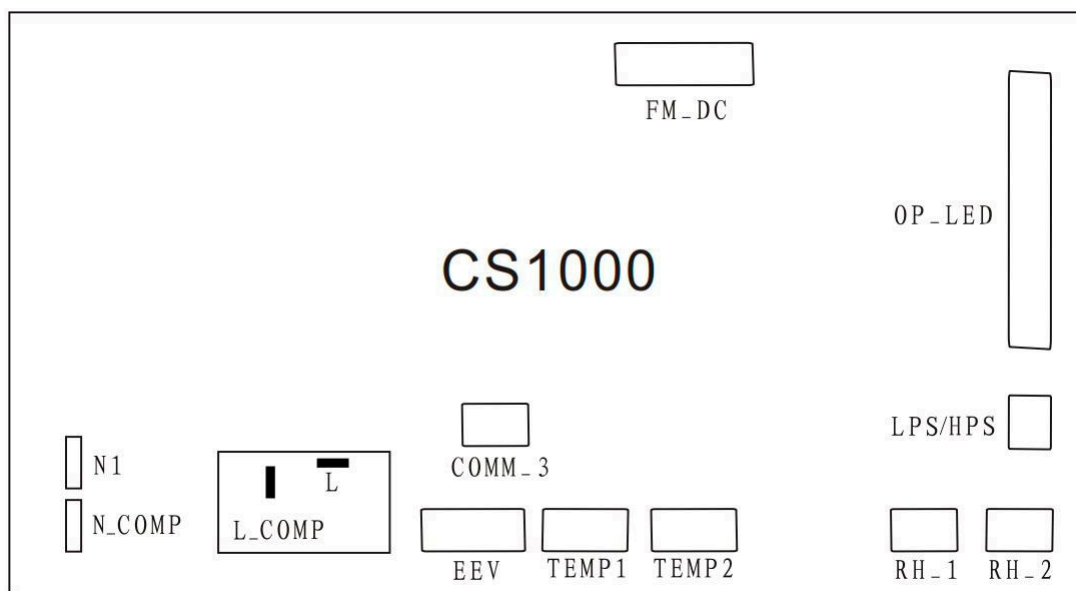 FM_DC
OP_LED
CS1000
LPS/HPS
COMM_3
N1
L
N_COMP
L_COMP
EEV
TEMP1
TEMP2
RH_1
RH_2